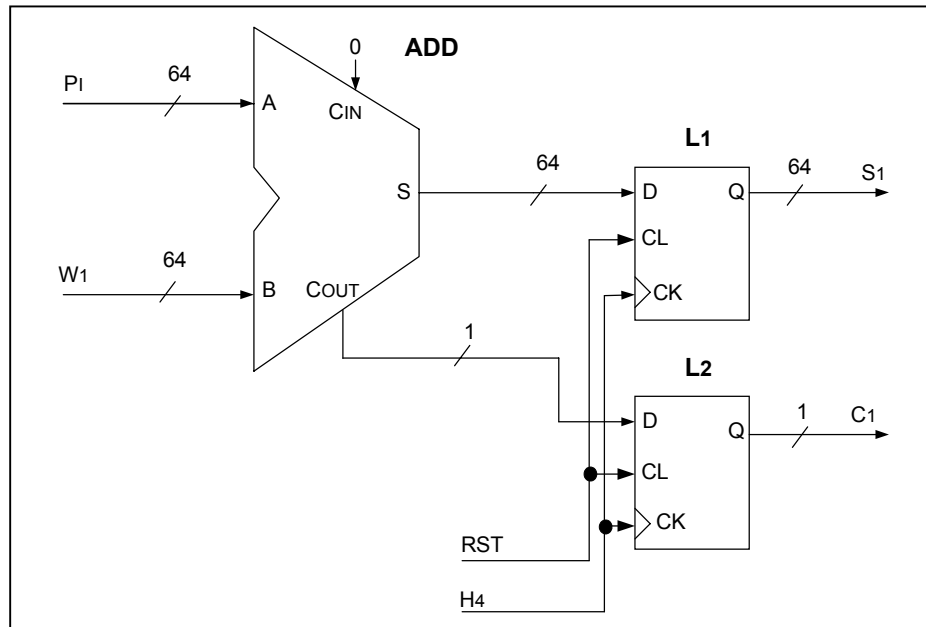 0 ADD
PI 64 A
CIN
L1
S 64 D Q 64 S1
CL
W1 64 B
COUT
CK
1
L2
D Q 1 C1
CL
CK
RST
H4